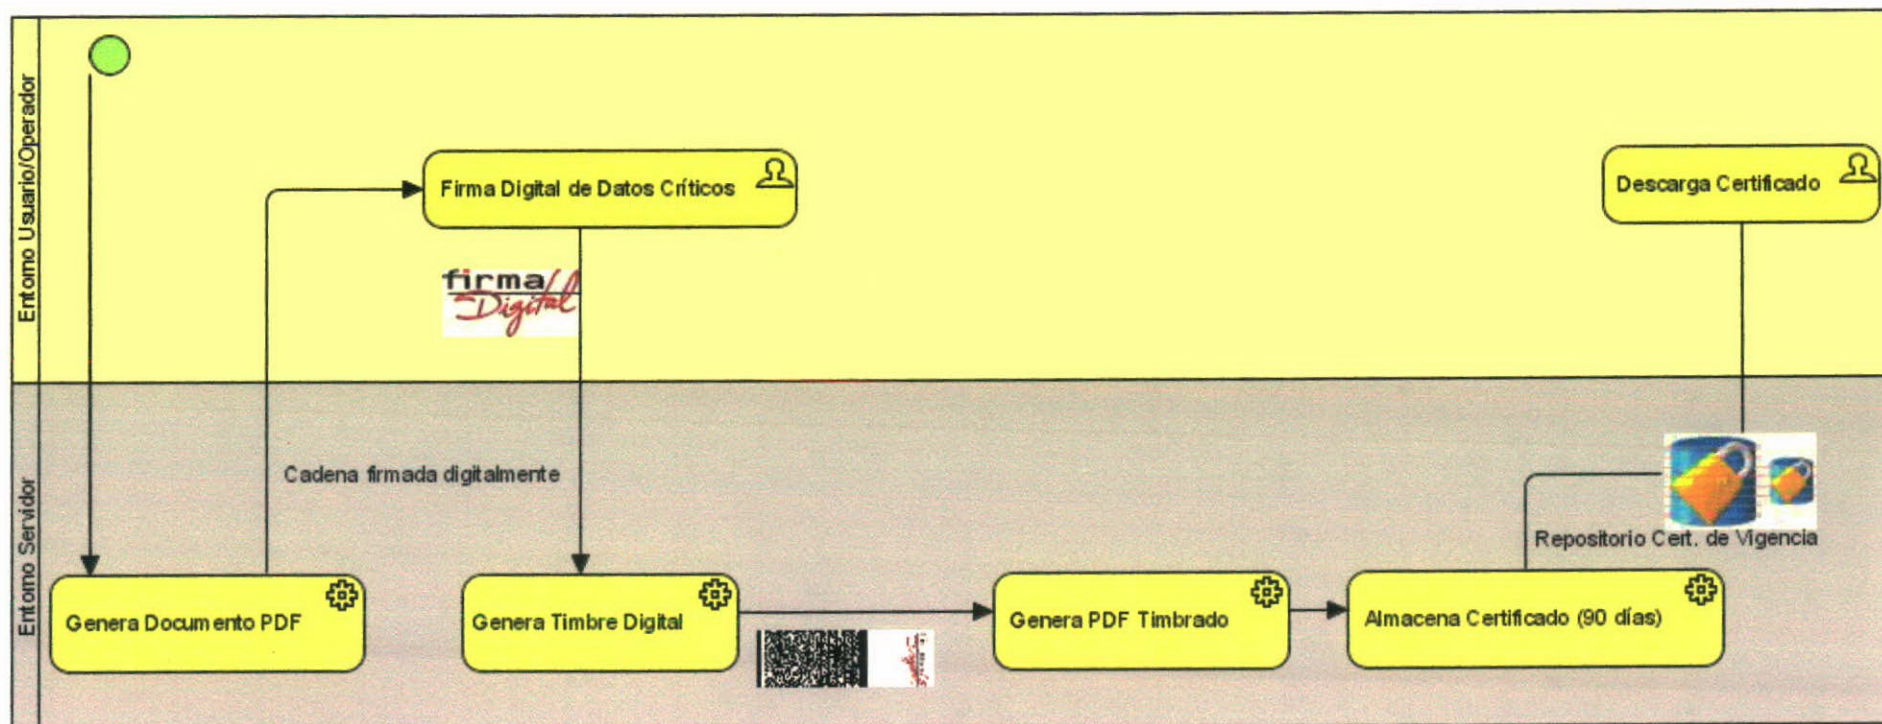 Entorno Usuario/Operador
Firma Digital de Datos Críticos
Descarga Certificado
firma
Digital
Entorno Servidor
Cadena firmada digitalmente
Repositorio Cert. de Vigencia
Genera Documento PDF
Genera Timbre Digital
Genera PDF Timbrado
Almacena Certificado (90 días)